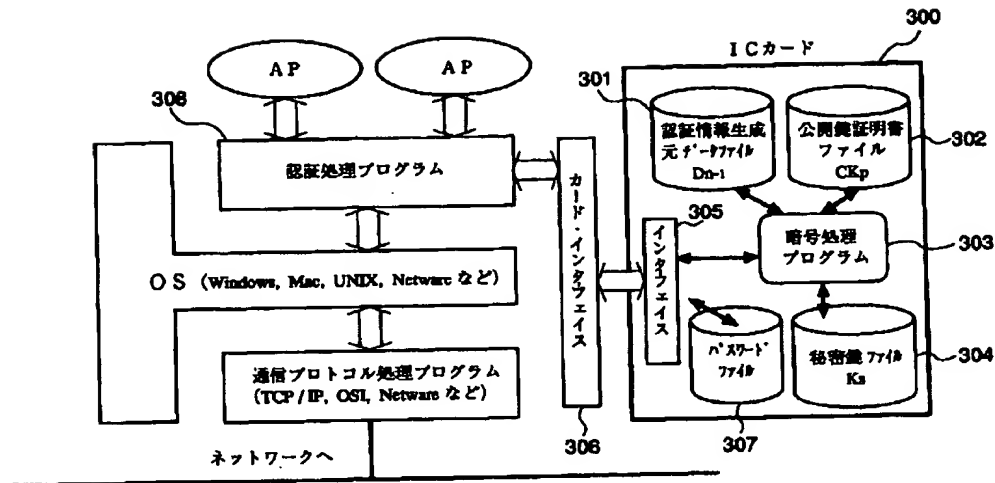 300
ICカード
AP
AP
308
301
認証情報生成
元データファイル
Dn-1
公開鍵証明書
ファイル
CKp
302
認証処理プログラム
カード・インタフェイス
305
インタフェイス
暗号処理
プログラム
303
OS (Windows, Mac, UNIX, Netware など)
通信プロトコル処理プログラム
(TCP/IP, OSI, Netware など)
パスワード
ファイル
秘密鍵ファイル
Ks
304
306
307
ネットワークへ